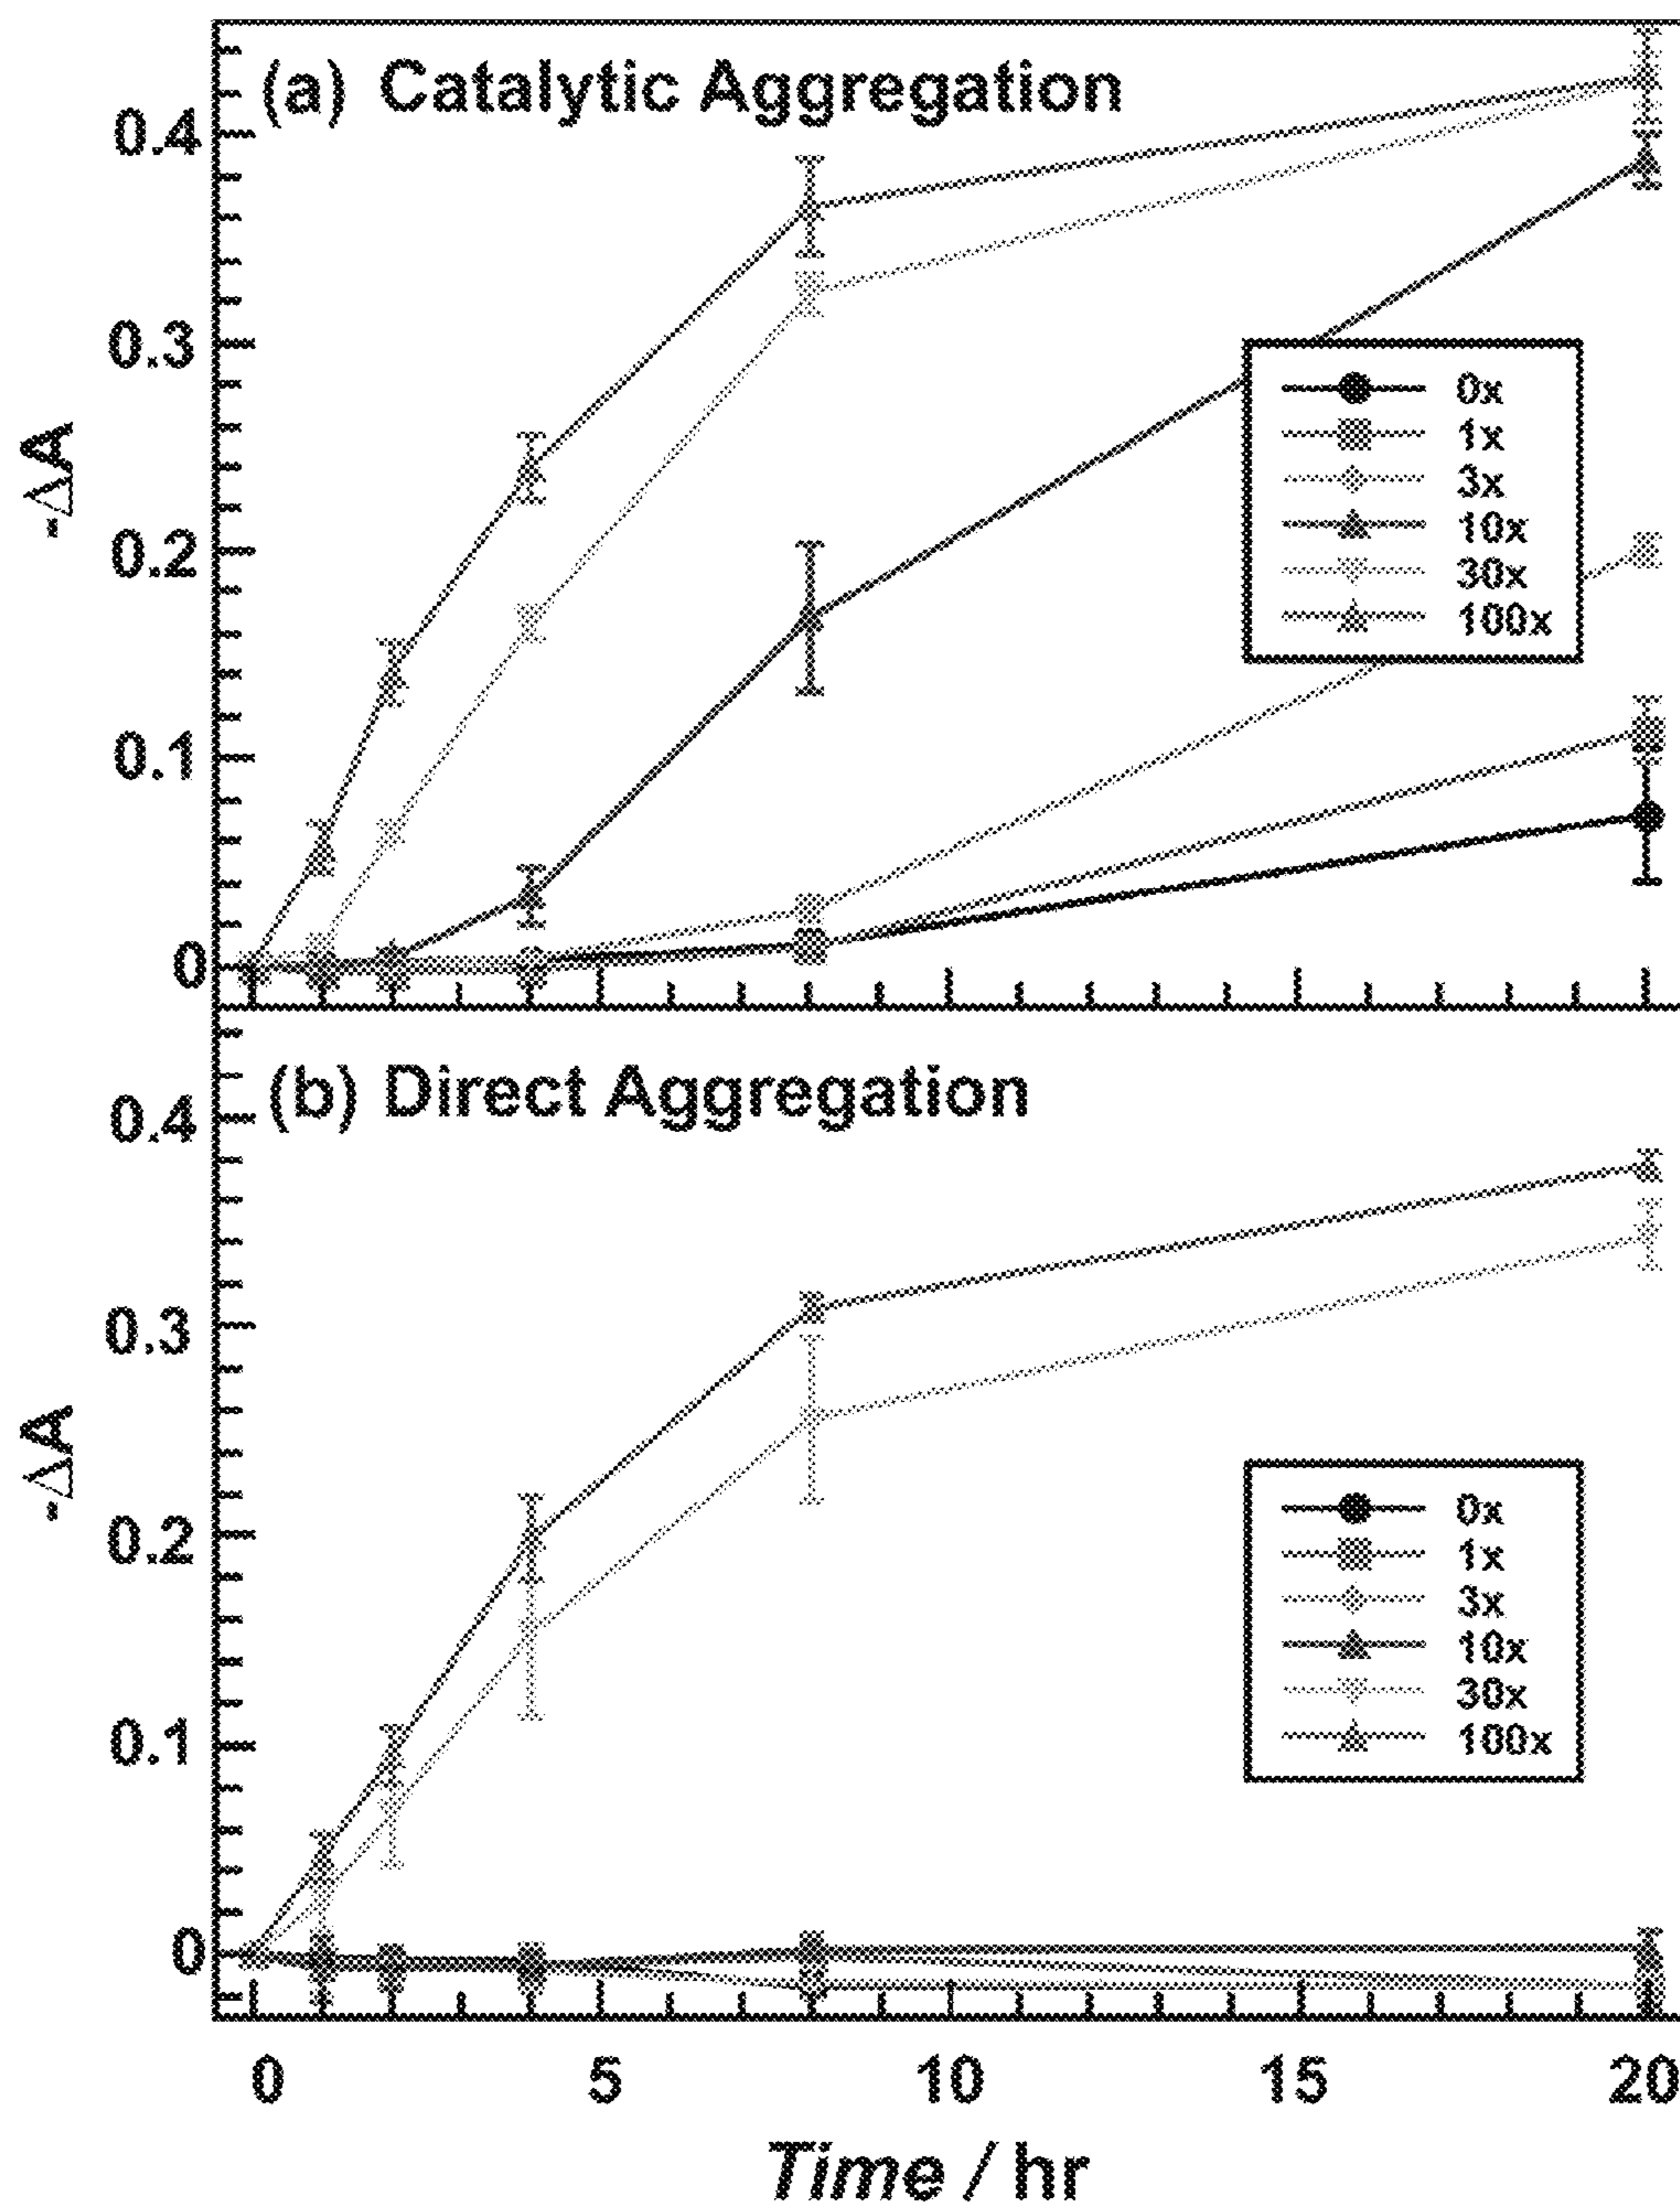 (a) Catalytic Aggregation
0.4
0.3
-ΔA
0.2
0.1
0
0x
1x
3x
10x
30x
100x
(b) Direct Aggregation
0.4
0.3
-ΔA
0.2
0.1
0
0x
1x
3x
10x
30x
100x
0 5 10 15 20
Time / hr